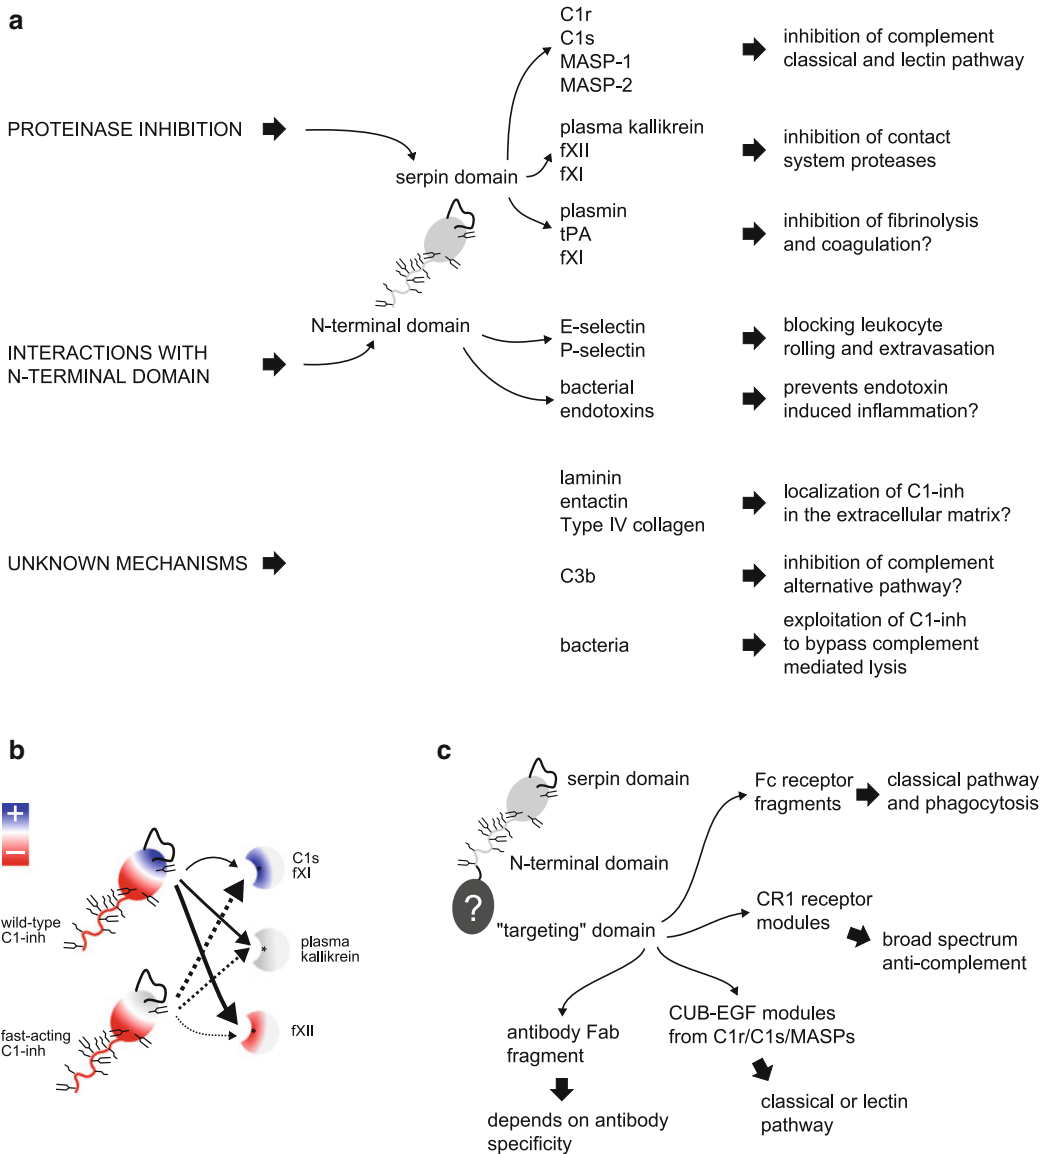 a
C1r
C1s
MASP-1
MASP-2
inhibition of complement
classical and lectin pathway
PROTEINASE INHIBITION
serpin domain
plasma kallikrein
fXII
fXI
inhibition of contact
system proteases
plasmin
tPA
fXI
inhibition of fibrinolysis
and coagulation?
N-terminal domain
INTERACTIONS WITH
N-TERMINAL DOMAIN
E-selectin
P-selectin
blocking leukocyte
rolling and extravasation
bacterial
endotoxins
prevents endotoxin
induced inflammation?
UNKNOWN MECHANISMS
laminin
entactin
Type IV collagen
localization of C1-inh
in the extracellular matrix?
C3b
inhibition of complement
alternative pathway?
bacteria
exploitation of C1-inh
to bypass complement
mediated lysis
b
+
−
wild-type
C1-inh
fast-acting
C1-inh
*
C1s
fXI
*
plasma
kallikrein
*
fXII
c
serpin domain
N-terminal domain
?
"targeting" domain
Fc receptor
fragments
classical pathway
and phagocytosis
CR1 receptor
modules
broad spectrum
anti-complement
CUB-EGF modules
from C1r/C1s/MASPs
classical or lectin
pathway
antibody Fab
fragment
depends on antibody
specificity